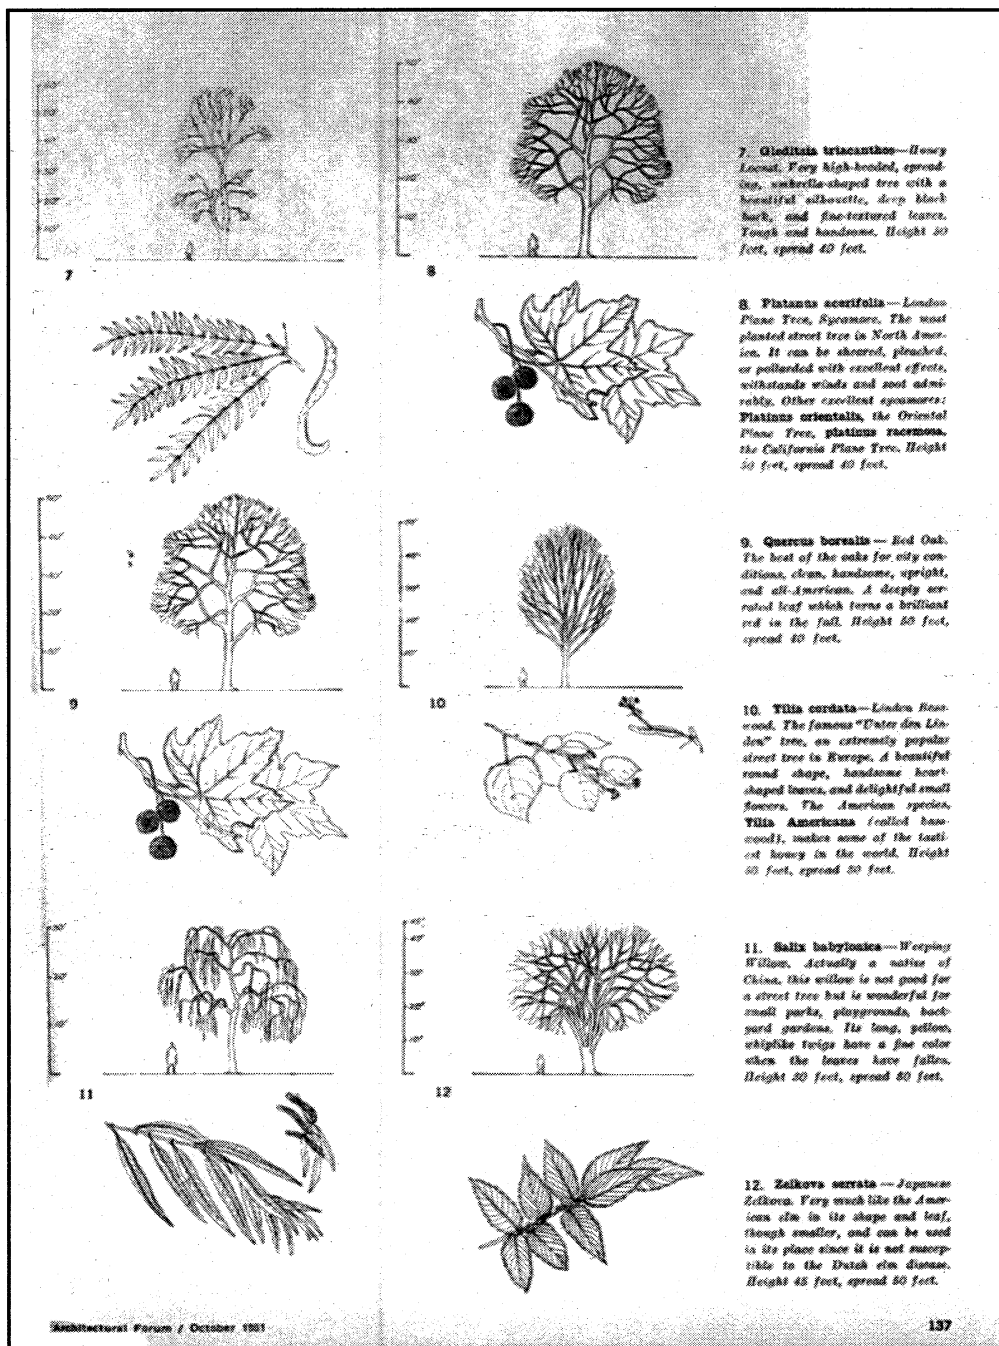 7
8
7. Gleditsia triacanthos—Honey
Locust. Very high-headed, spread-
ing, umbrella-shaped tree with a
beautiful silhouette, deep black
bark, and fine-textured leaves.
Tough and handsome. Height 50
feet, spread 40 feet.
8. Platanus acerifolia—London
Plane Tree, Sycamore. The most
planted street tree in North Amer-
ica. It can be sheared, pleached,
or pollarded with excellent effects,
withstands winds and soot admi-
rably. Other excellent sycamores:
Platinus orientalis, the Oriental
Plane Tree, platinus racemosa,
the California Plane Tree. Height
50 feet, spread 40 feet.
9
10
9. Quercus borealis — Red Oak.
The best of the oaks for city con-
ditions, clean, handsome, upright,
and all-American. A deeply ser-
rated leaf which turns a brilliant
red in the fall. Height 50 feet,
spread 40 feet.
10. Tilia cordata—Linden Bass-
wood. The famous "Unter den Lin-
den" tree, an extremely popular
street tree in Europe. A beautiful
round shape, handsome heart-
shaped leaves, and delightful small
flowers. The American species,
Tilia Americana (called bass-
wood), makes some of the tasti-
est honey in the world. Height
feet, spread 30 feet.
11
12
11. Salix babylonica—Weeping
Willow. Actually a native of
China, this willow is not good for
a street tree but is wonderful for
small parks, playgrounds, back-
yard gardens. Its long, yellow,
whiplike twigs have a fine color
when the leaves have fallen.
Height 30 feet, spread 30 feet.
12. Zelkova serrata — Japanese
Zelkova. Very much like the Amer-
ican elm in its shape and leaf,
though smaller, and can be used
in its place since it is not suscep-
tible to the Dutch elm disease.
Height 45 feet, spread 50 feet.
Architectural Forum / October 1951
137